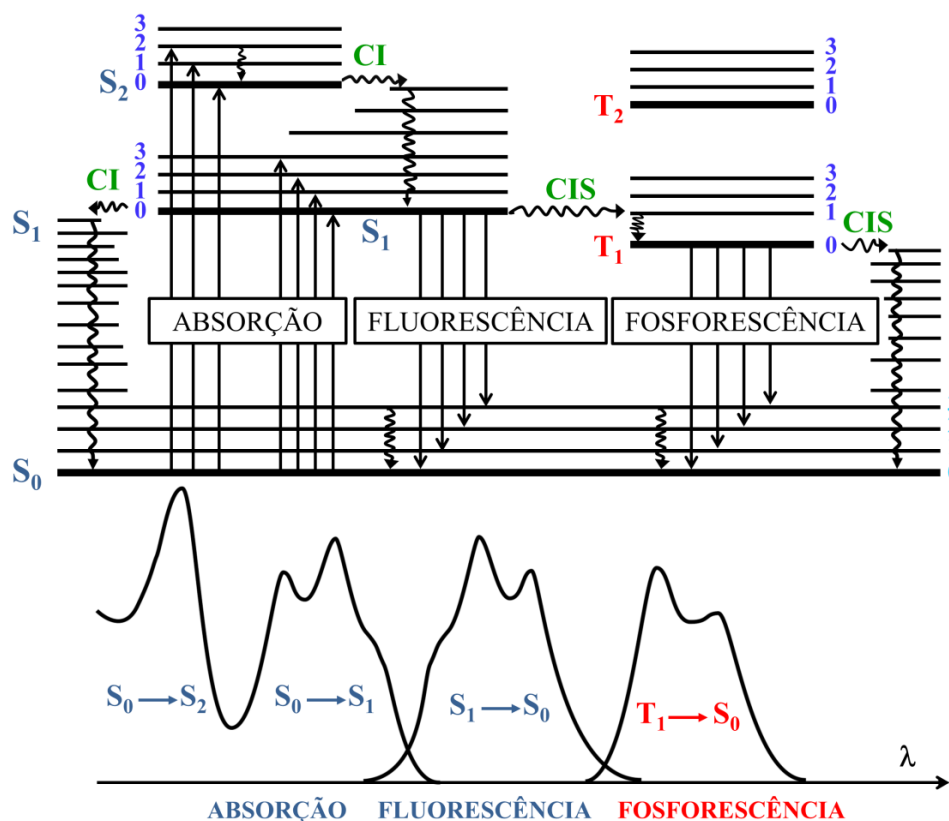 3
2
1
0
S2
CI
3
2
1
0
T2
3
2
1
0
CI
S1
S1
CIS
3
2
1
0
T1
CIS
ABSORÇÃO
FLUORESCÊNCIA
FOSFORESCÊNCIA
S0
S0 → S2
S0 → S1
S1 → S0
T1 → S0
λ
ABSORÇÃO
FLUORESCÊNCIA
FOSFORESCÊNCIA